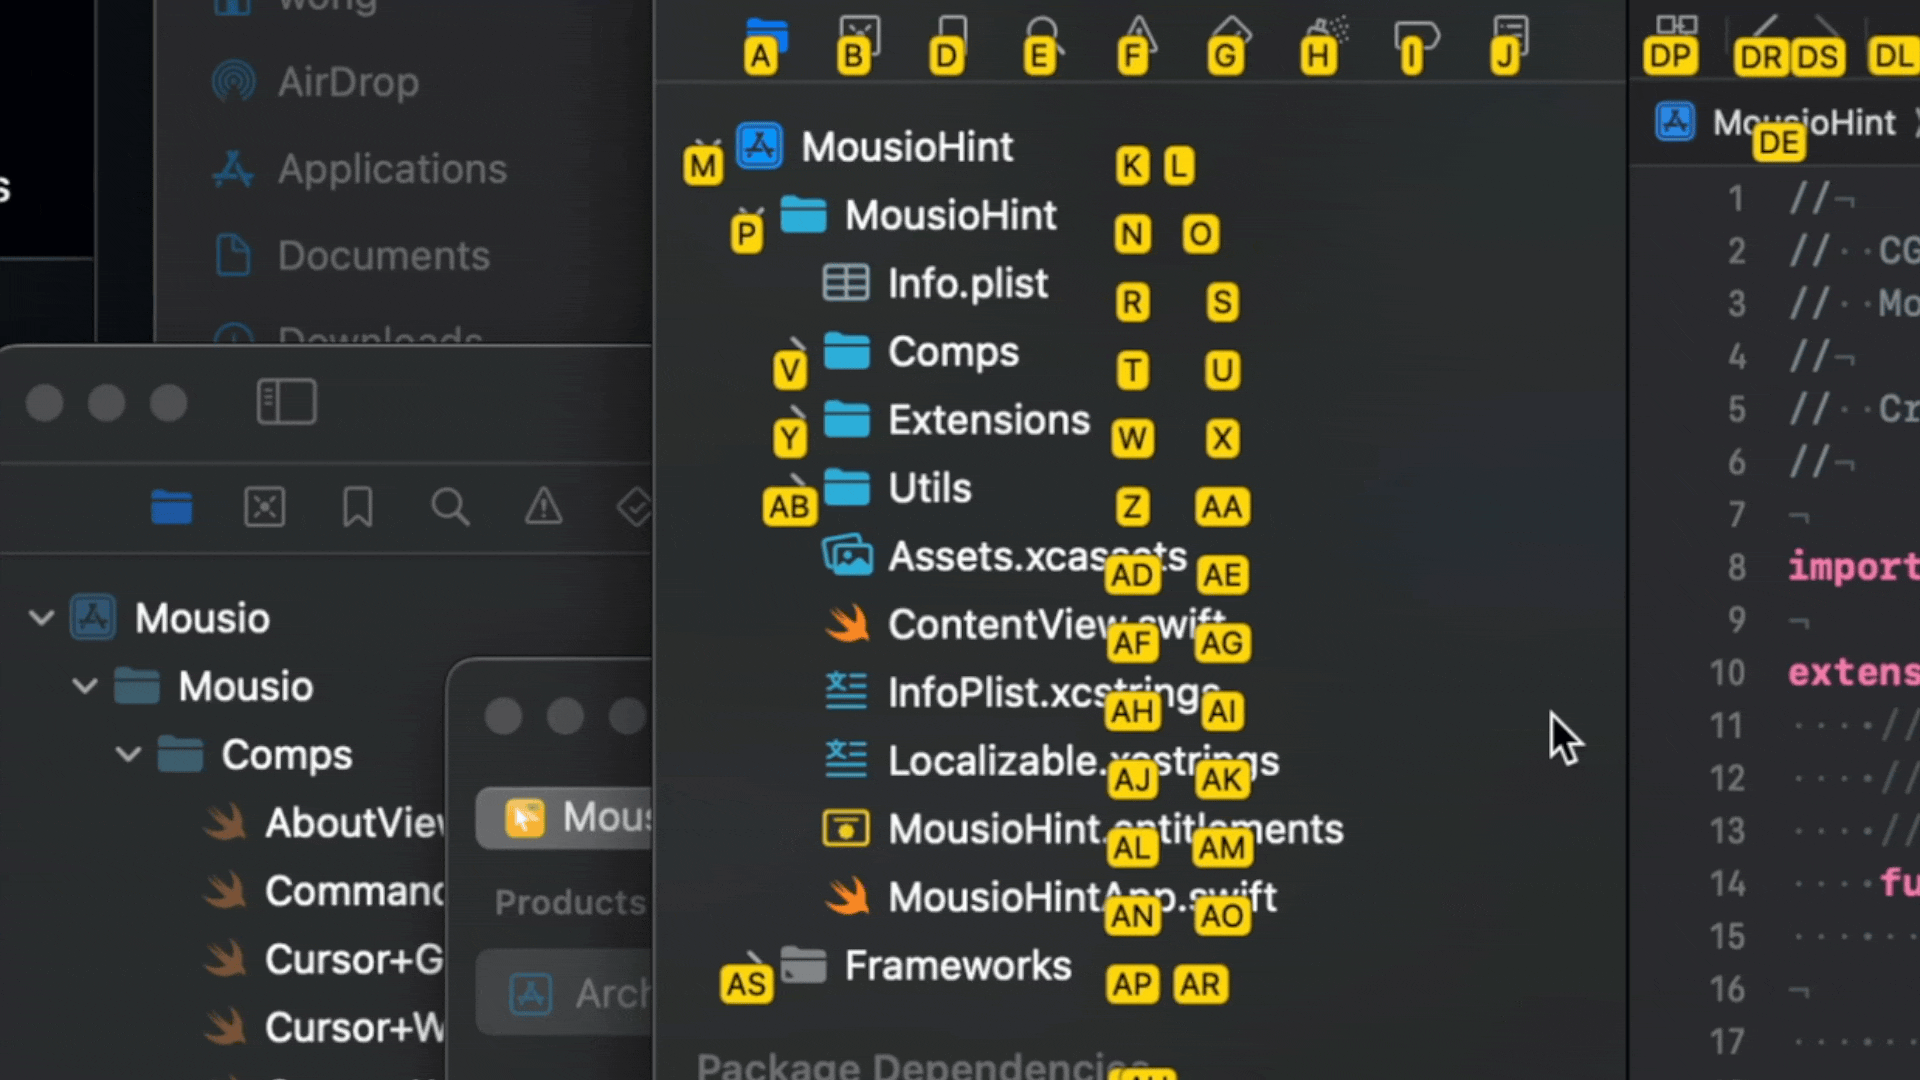 wong
AirDrop
Applications
Documents
Downloads
s
Mousio
Mousio
Comps
AboutView
Command
Cursor+G
Cursor+W
Mous
Products
Arch
A B D E F G H I J
M MousioHint K L
P MousioHint N O
Info.plist R S
V Comps T U
Y Extensions W X
AB Utils Z AA
Assets.xcassets AD AE
ContentView.swift AF AG
InfoPlist.xcstrings AH AI
Localizable.xcstrings AJ AK
MousioHint.entitlements AL AM
MousioHintApp.swift AN AO
AS Frameworks AP AR
Package Dependencies
DP DR DS DL
MousioHint DE
1 //¬
2 //··CG
3 //··Mo
4 //¬
5 //··Cr
6 //¬
7 ¬
8 import
9 ¬
10 extens
11 ····//
12 ····//
13 ····//
14 ····fu
15 ······
16 ¬
17 ······